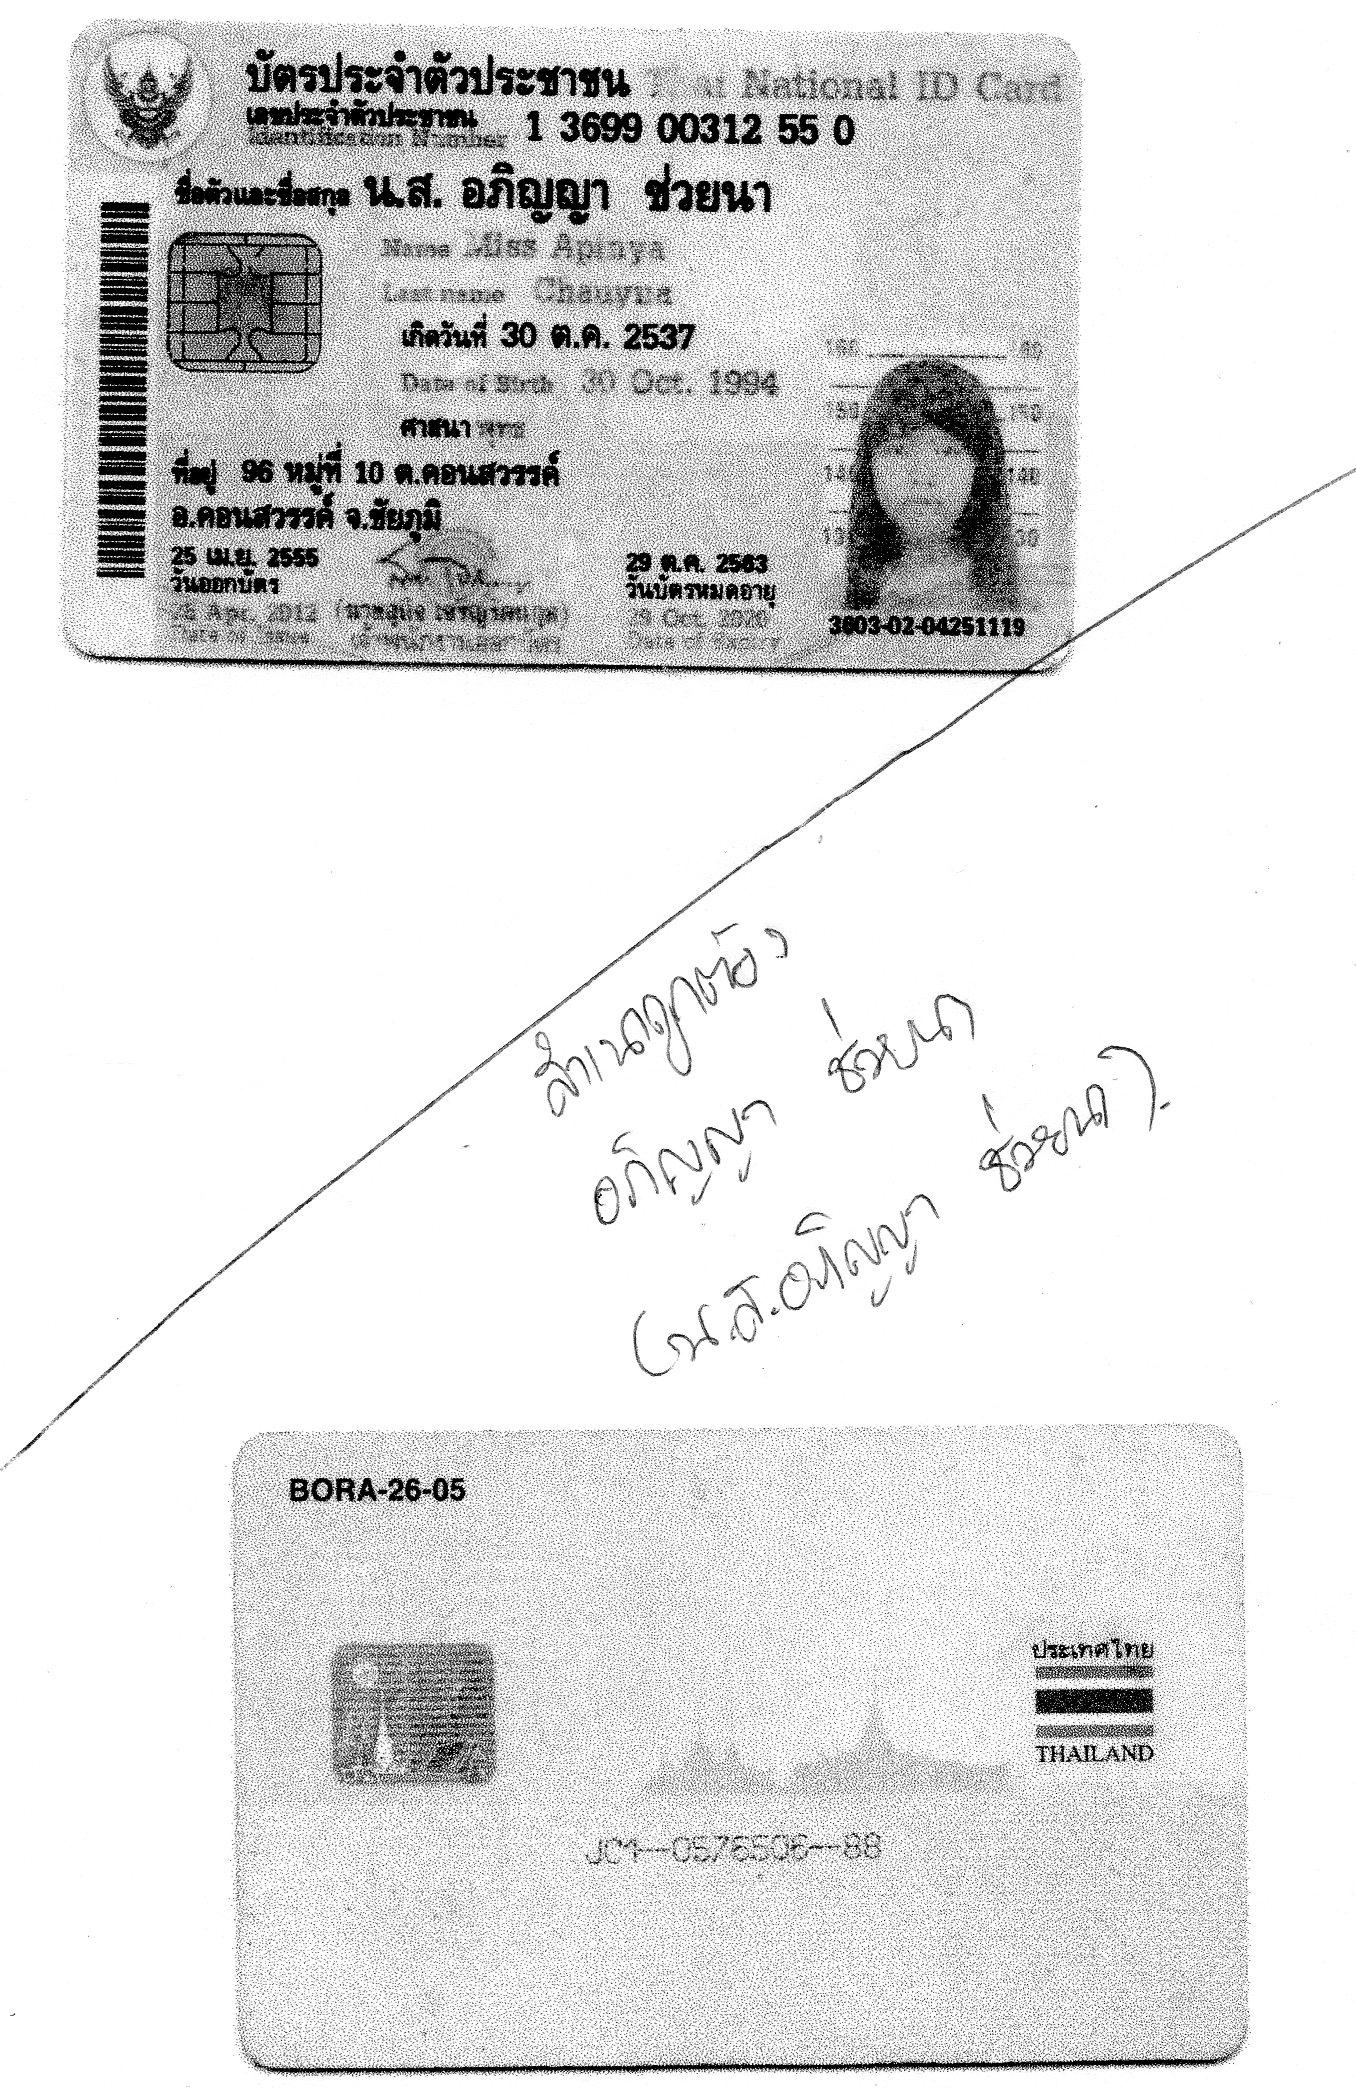 บัตรประจำตัวประชาชน Thai National ID Card
เลขประจำตัวประชาชน 1 3699 00312 55 0
Identification Number
ชื่อตัวและชื่อสกุล น.ส. อภิญญา ช่วยนา
Name Miss Apinya
Last name Chauyna
เกิดวันที่ 30 ต.ค. 2537
Date of Birth 30 Oct. 1994
ศาสนา พุทธ
ที่อยู่ 96 หมู่ที่ 10 ต.คอนสวรรค์
อ.คอนสวรรค์ จ.ชัยภูมิ
25 เม.ย. 2555
วันออกบัตร
25 Apr. 2012
Date of Issue
29 ต.ค. 2563
วันบัตรหมดอายุ
29 Oct. 2020
Date of Expiry
160 160
150 150
140 140
130 130
3603-02-04251119
สำเนาถูกต้อง
อภิญญา ช่วยนา
(น.ส.อภิญญา ช่วยนา).
BORA-26-05
ประเทศไทย
THAILAND
JC1-0576506-88